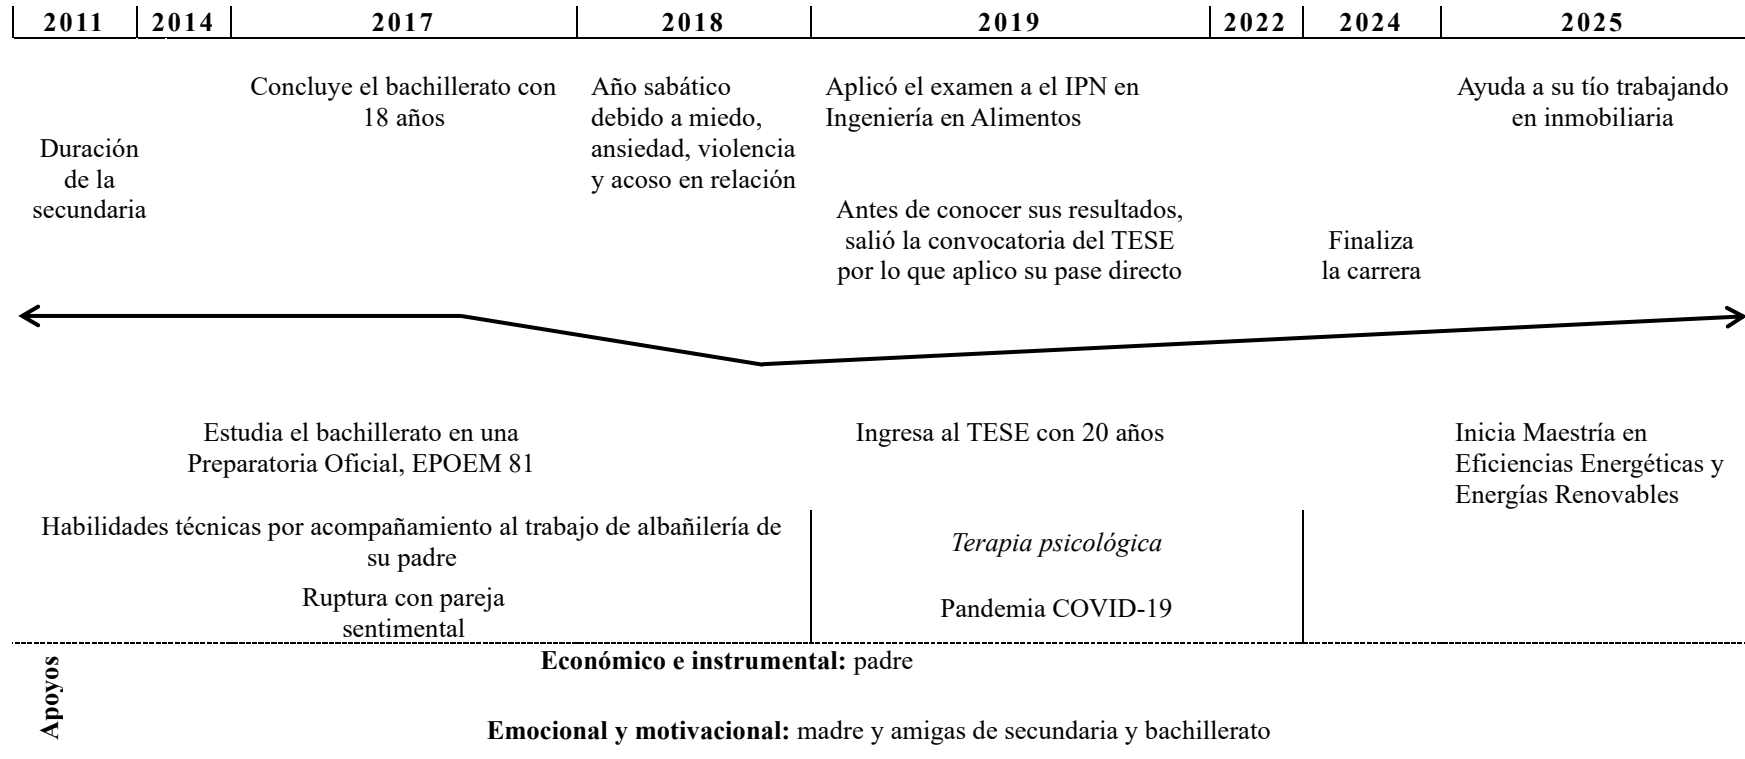 2011 2014 2017 2018 2019 2022 2024 2025
Concluye el bachillerato con
18 años
Año sabático
debido a miedo,
ansiedad, violencia
y acoso en relación
Aplicó el examen a el IPN en
Ingeniería en Alimentos
Ayuda a su tío trabajando
en inmobiliaria
Duración
de la
secundaria
Antes de conocer sus resultados,
salió la convocatoria del TESE
por lo que aplico su pase directo
Finaliza
la carrera
Estudia el bachillerato en una
Preparatoria Oficial, EPOEM 81
Ingresa al TESE con 20 años
Inicia Maestría en
Eficiencias Energéticas y
Energías Renovables
Habilidades técnicas por acompañamiento al trabajo de albañilería de
su padre
Terapia psicológica
Ruptura con pareja
sentimental
Pandemia COVID-19
Apoyos
Económico e instrumental: padre
Emocional y motivacional: madre y amigas de secundaria y bachillerato